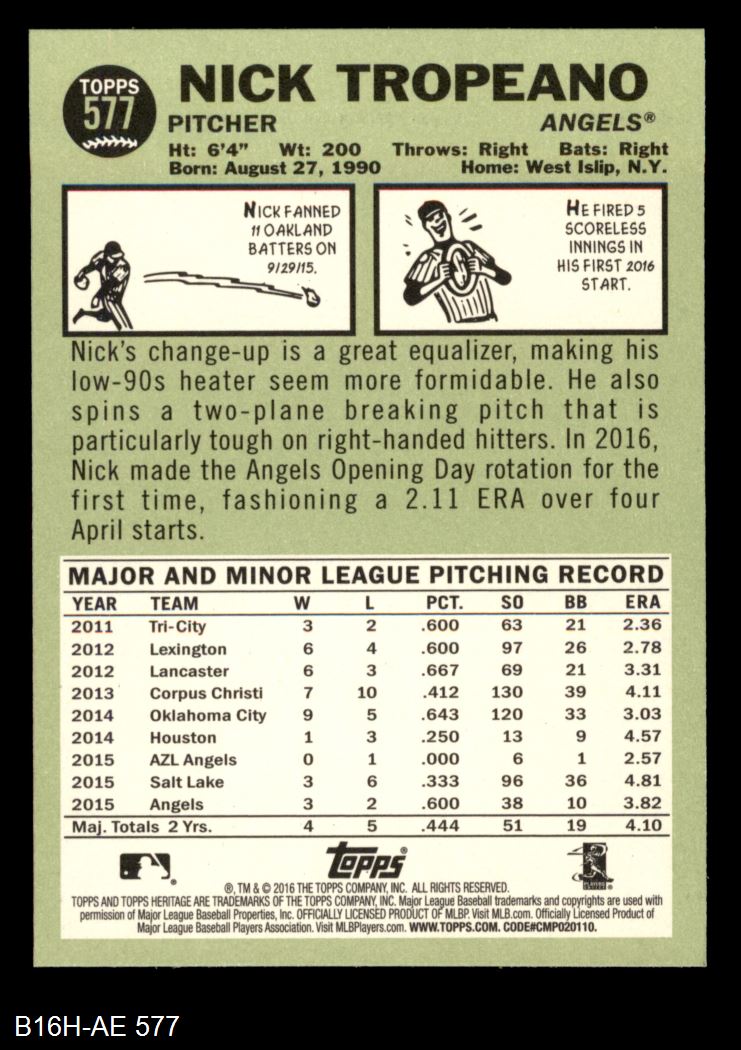 TOPPS
577
NICK TROPEANO
PITCHER ANGELS®
Ht: 6'4" Wt: 200 Throws: Right Bats: Right
Born: August 27, 1990 Home: West Islip, N.Y.
NICK FANNED
11 OAKLAND
BATTERS ON
9/29/15.
HE FIRED 5
SCORELESS
INNINGS IN
HIS FIRST 2016
START.
Nick's change-up is a great equalizer, making his
low-90s heater seem more formidable. He also
spins a two-plane breaking pitch that is
particularly tough on right-handed hitters. In 2016,
Nick made the Angels Opening Day rotation for the
first time, fashioning a 2.11 ERA over four
April starts.
MAJOR AND MINOR LEAGUE PITCHING RECORD
YEAR TEAM W L PCT. SO BB ERA
2011 Tri-City 3 2 .600 63 21 2.36
2012 Lexington 6 4 .600 97 26 2.78
2012 Lancaster 6 3 .667 69 21 3.31
2013 Corpus Christi 7 10 .412 130 39 4.11
2014 Oklahoma City 9 5 .643 120 33 3.03
2014 Houston 1 3 .250 13 9 4.57
2015 AZL Angels 0 1 .000 6 1 2.57
2015 Salt Lake 3 6 .333 96 36 4.81
2015 Angels 3 2 .600 38 10 3.82
Maj. Totals 2 Yrs. 4 5 .444 51 19 4.10
Topps®
®, TM & © 2016 THE TOPPS COMPANY, INC. ALL RIGHTS RESERVED.
TOPPS AND TOPPS HERITAGE ARE TRADEMARKS OF THE TOPPS COMPANY, INC. Major League Baseball trademarks and copyrights are used with
permission of Major League Baseball Properties, Inc. OFFICIALLY LICENSED PRODUCT OF MLBP. Visit MLB.com. Officially Licensed Product of
Major League Baseball Players Association. Visit MLBPlayers.com. WWW.TOPPS.COM. CODE#CMP020110.
B16H-AE 577